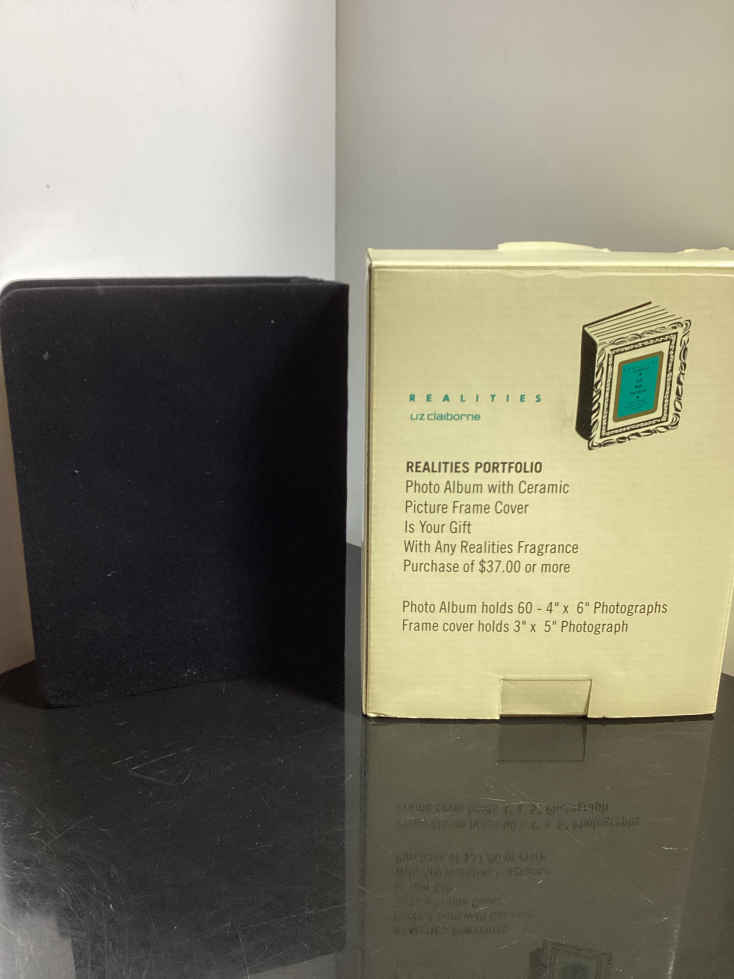 REALITIES
Liz claiborne
REALITIES PORTFOLIO
Photo Album with Ceramic
Picture Frame Cover
Is Your Gift
With Any Realities Fragrance
Purchase of $37.00 or more
Photo Album holds 60 - 4" x 6" Photographs
Frame cover holds 3" x 5" Photograph